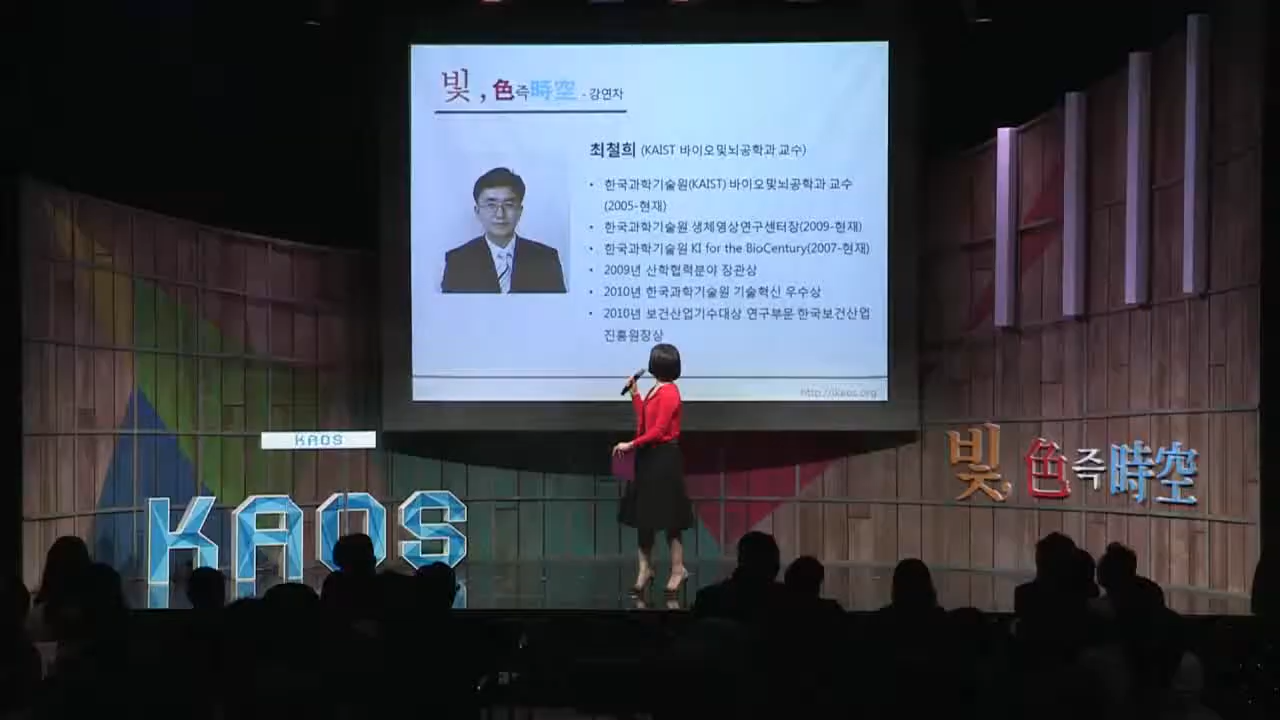 빛, 色즉時空 - 강연자
최철희 (KAIST 바이오및뇌공학과 교수)
• 한국과학기술원(KAIST) 바이오및뇌공학과 교수
(2005-현재)
• 한국과학기술원 생체영상연구센터장(2009-현재)
• 한국과학기술원 KI for the BioCentury(2007-현재)
• 2009년 산학협력분야 장관상
• 2010년 한국과학기술원 기술혁신 우수상
• 2010년 보건산업기수대상 연구부문 한국보건산업
진흥원장상
http://ikaos.org
KAOS
KAOS
빛, 色즉時空